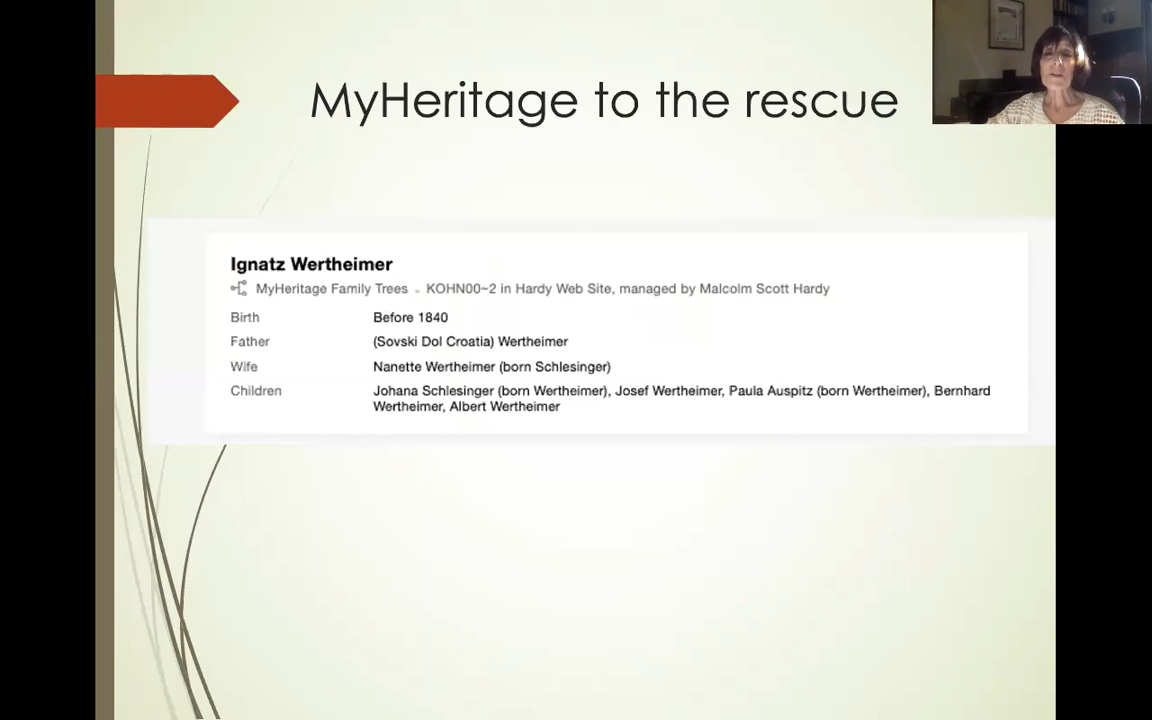 MyHeritage to the rescue
Ignatz Wertheimer
MyHeritage Family Trees • KOHN00~2 in Hardy Web Site, managed by Malcolm Scott Hardy
Birth Before 1840
Father (Sovski Dol Croatia) Wertheimer
Wife Nanette Wertheimer (born Schlesinger)
Children Johana Schlesinger (born Wertheimer), Josef Wertheimer, Paula Auspitz (born Wertheimer), Bernhard
Wertheimer, Albert Wertheimer